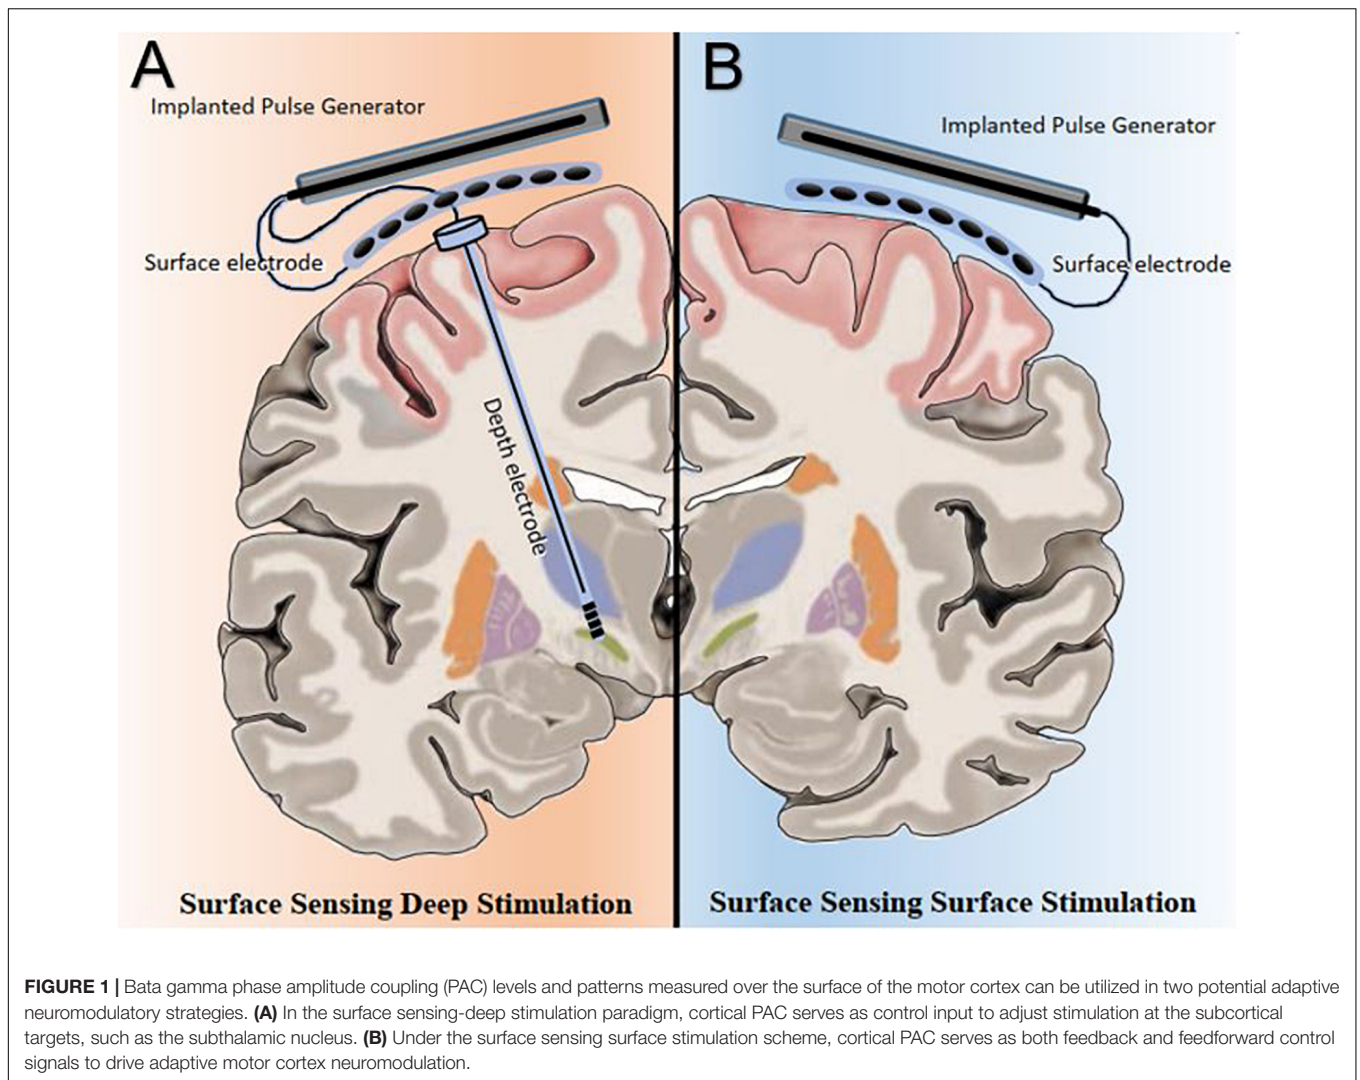 A
B
Implanted Pulse Generator
Implanted Pulse Generator
Surface electrode
Surface electrode
Depth electrode
Surface Sensing Deep Stimulation
Surface Sensing Surface Stimulation
FIGURE 1 | Bata gamma phase amplitude coupling (PAC) levels and patterns measured over the surface of the motor cortex can be utilized in two potential adaptive
neuromodulatory strategies. (A) In the surface sensing-deep stimulation paradigm, cortical PAC serves as control input to adjust stimulation at the subcortical
targets, such as the subthalamic nucleus. (B) Under the surface sensing surface stimulation scheme, cortical PAC serves as both feedback and feedforward control
signals to drive adaptive motor cortex neuromodulation.